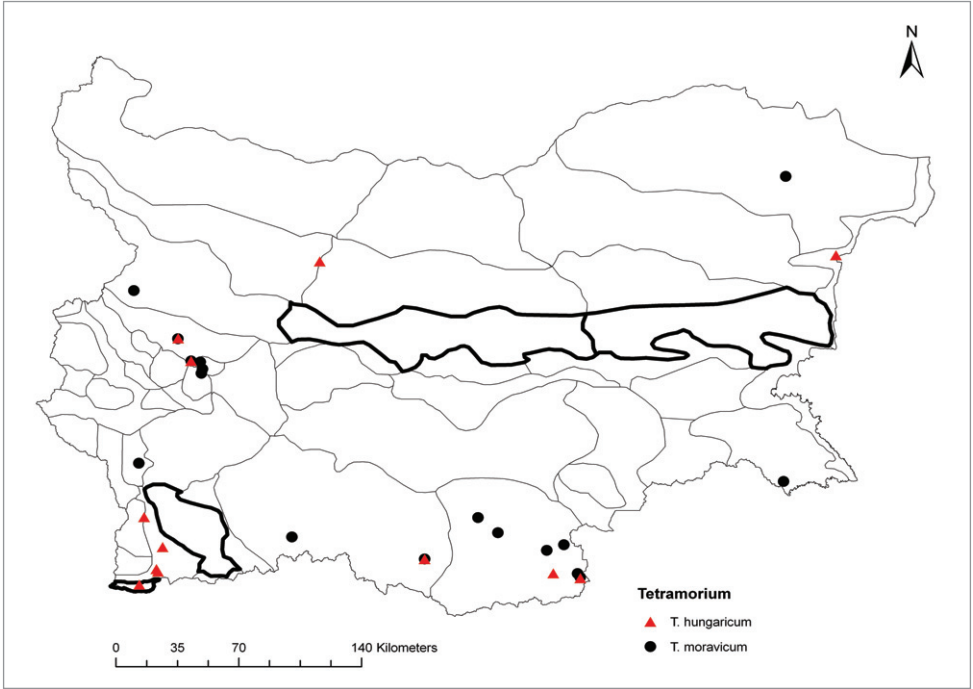 N
Tetramorium
T. hungaricum
T. moravicum
0 35 70 140 Kilometers